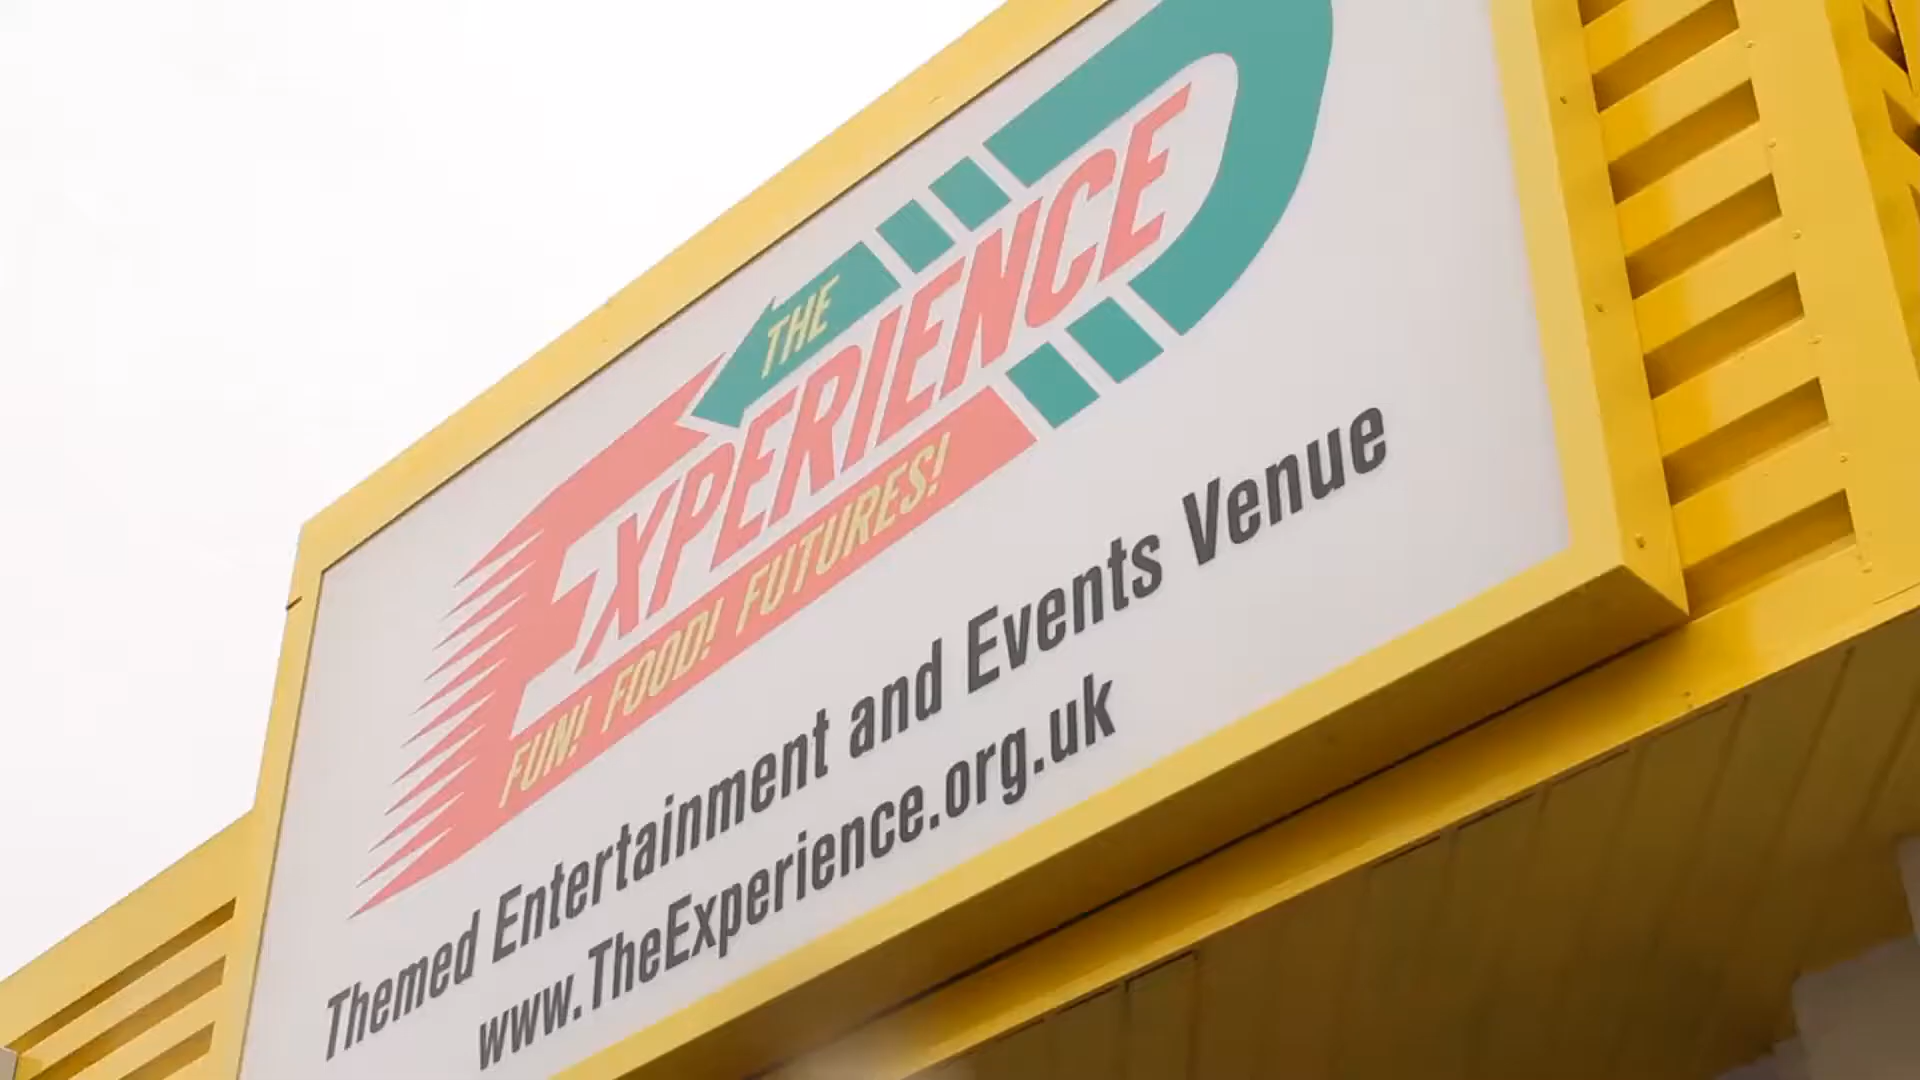 THE
EXPERIENCE
FUN! FOOD! FUTURES!
Themed Entertainment and Events Venue
www.TheExperience.org.uk